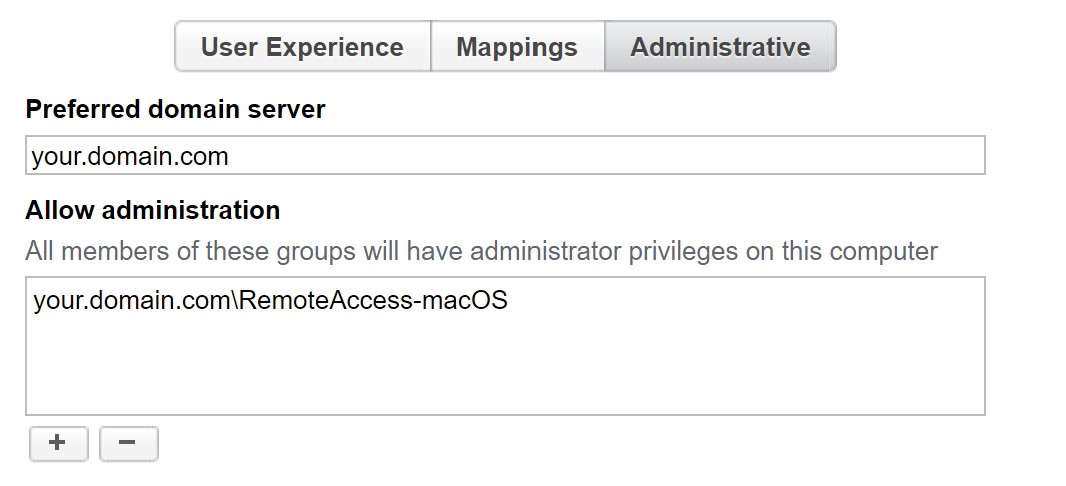 User Experience Mappings Administrative
Preferred domain server
your.domain.com
Allow administration
All members of these groups will have administrator privileges on this computer
your.domain.com\RemoteAccess-macOS
+ −